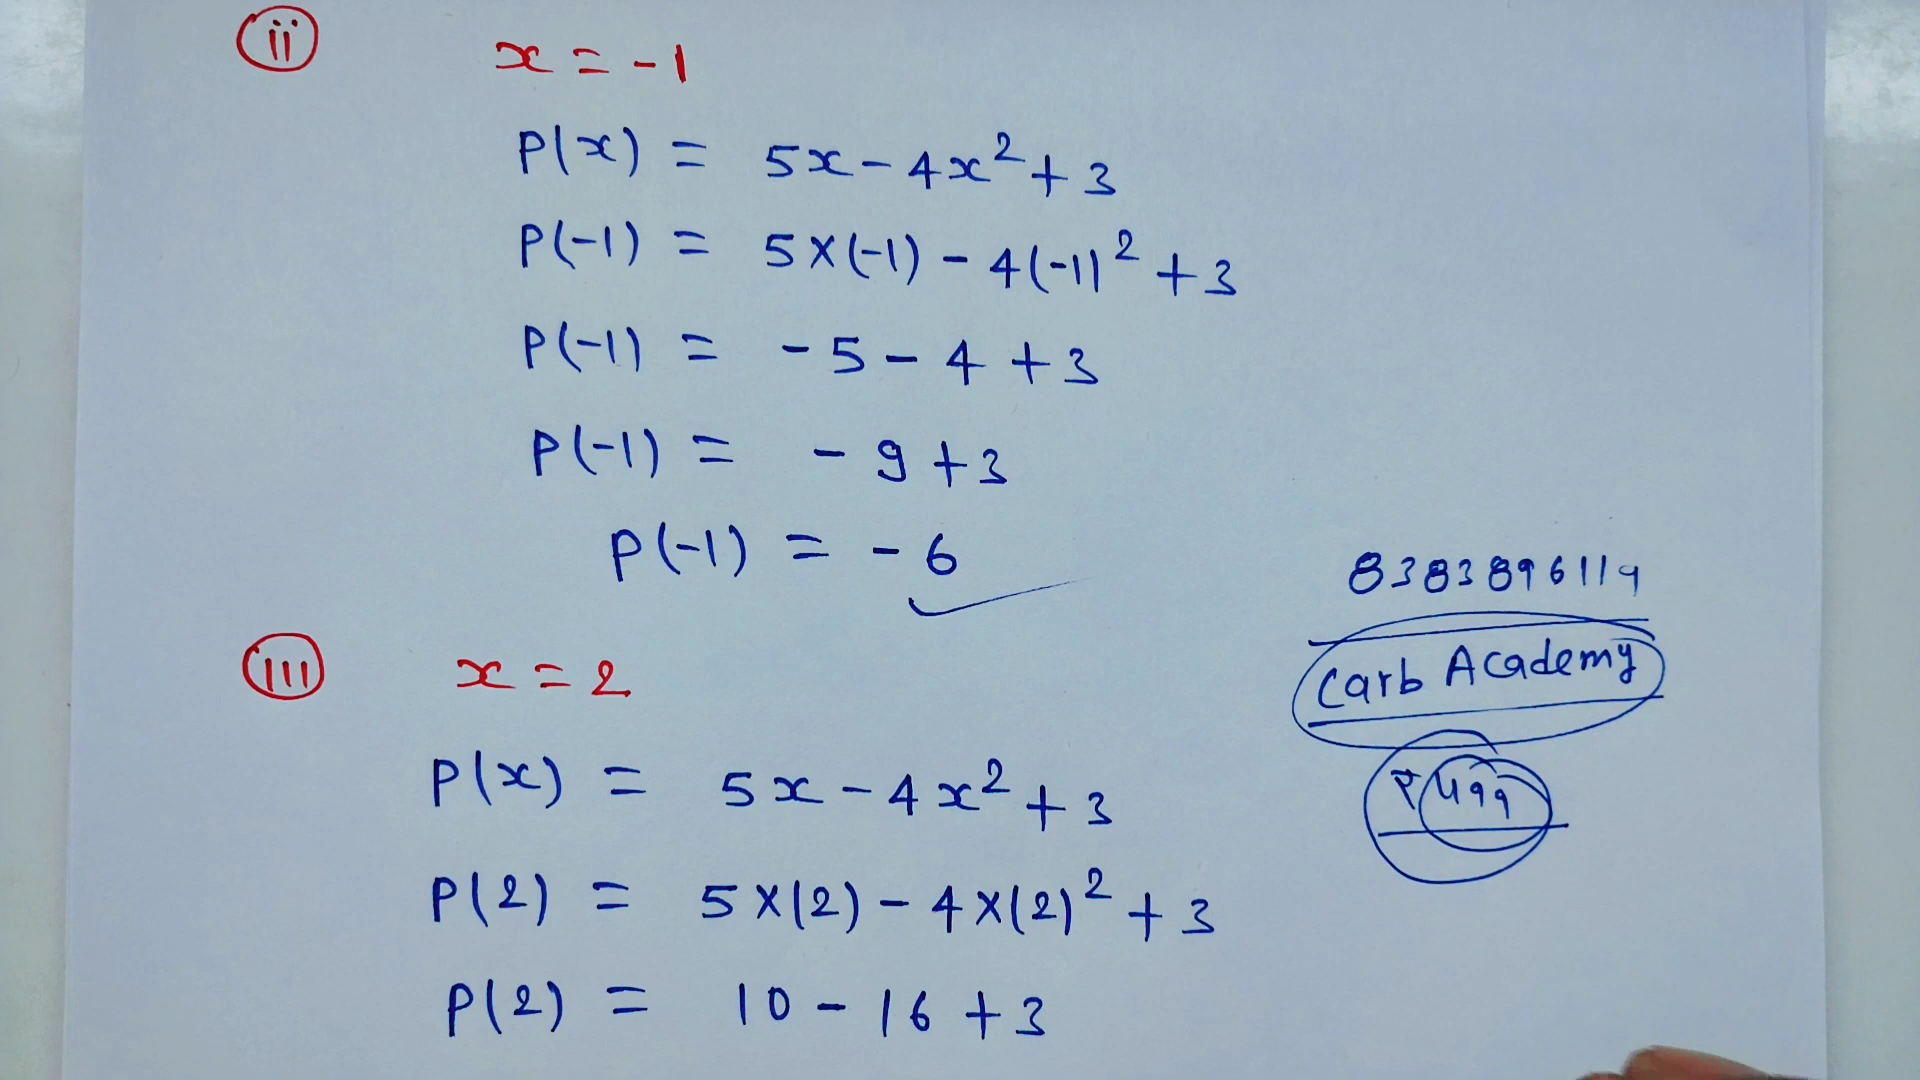 ii x = -1
P(x) = 5x - 4x² + 3
P(-1) = 5×(-1) - 4(-1)² + 3
P(-1) = -5 - 4 + 3
P(-1) = -9 + 3
P(-1) = -6
iii x = 2
P(x) = 5x - 4x² + 3
P(2) = 5×(2) - 4×(2)² + 3
P(2) = 10 - 16 + 3
8383896119
Carb Academy
₹499